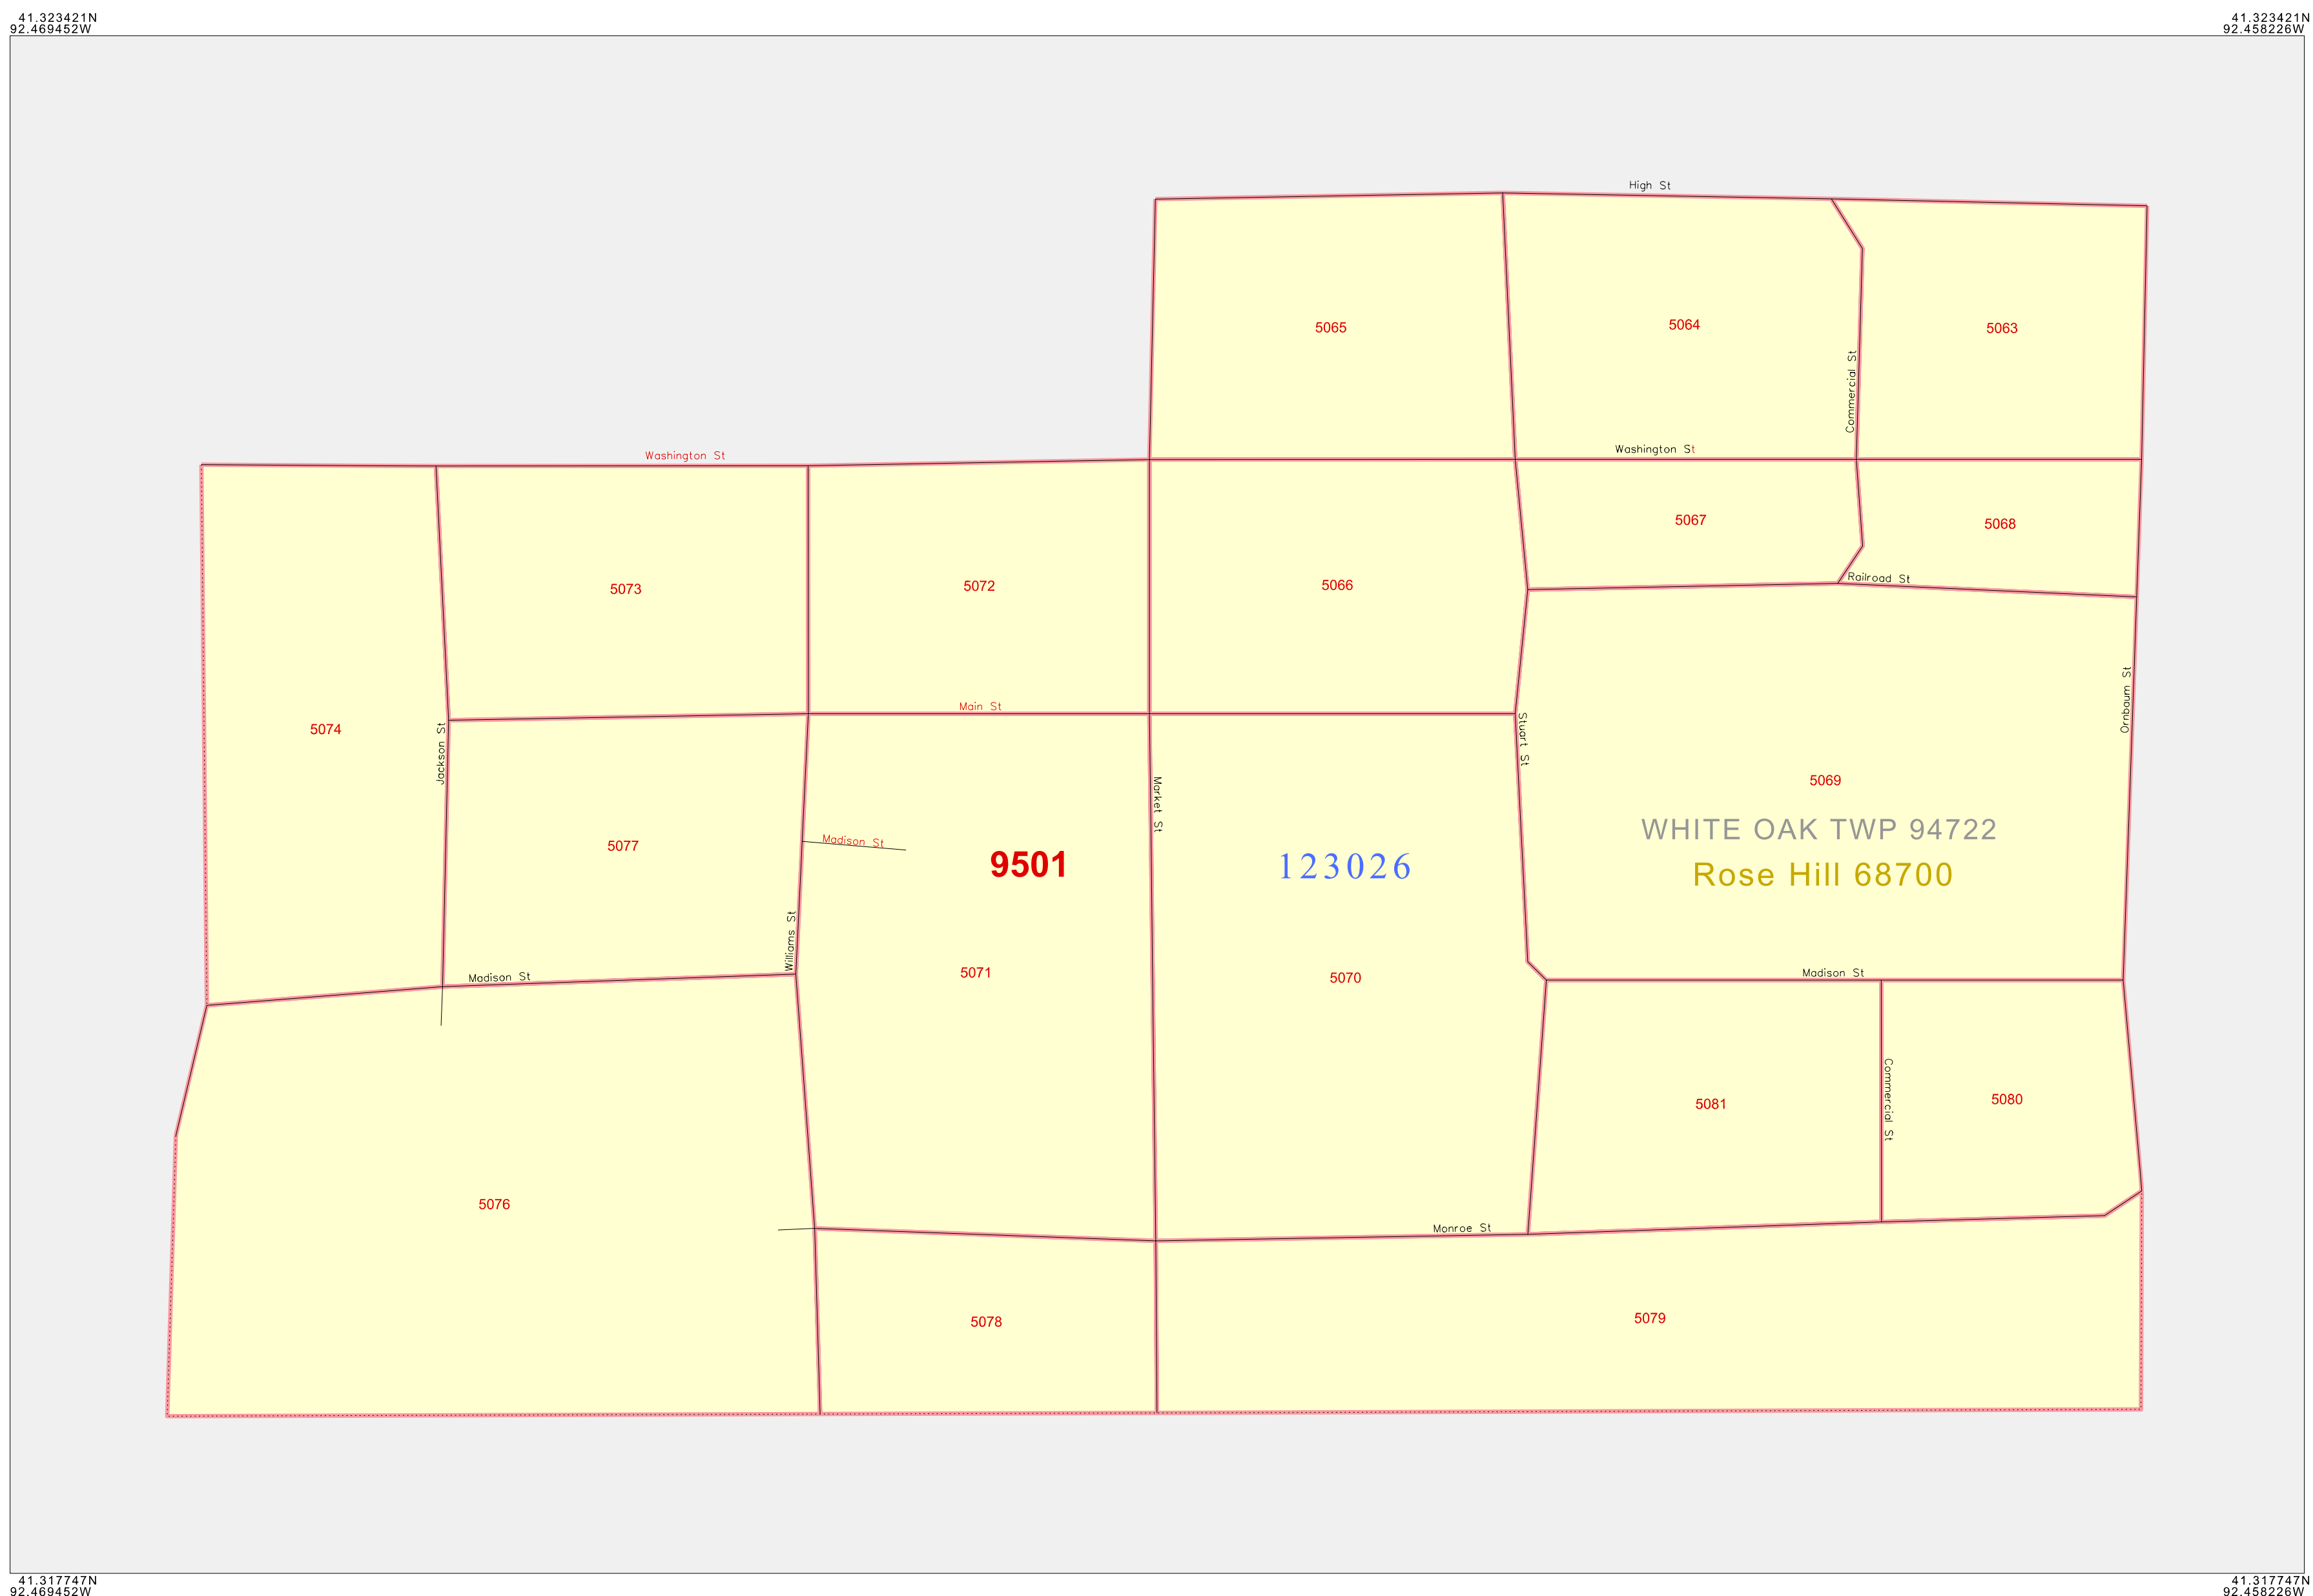 41.323421N
92.469452W
41.323421N
92.458226W
High St
5065
5064
5063
Commercial St
Washington St
Washington St
5067
5068
Railroad St
5073
5072
5066
Main St
5074
Jackson St
Stuart St
Ornbaum St
5069
Market St
WHITE OAK TWP 94722
Madison St
5077
9501
123026
Rose Hill 68700
Williams St
Madison St
5071
5070
Madison St
Commercial St
5081
5080
5076
Monroe St
5078
5079
41.317747N
92.469452W
41.317747N
92.458226W